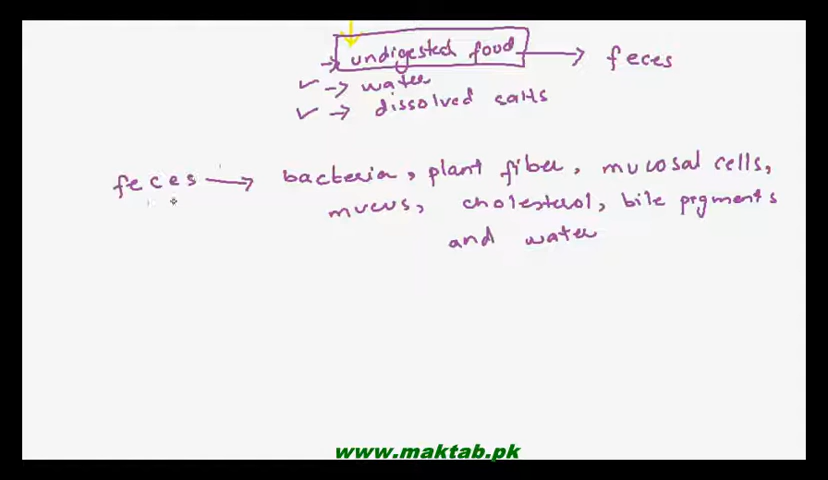 → undigested food → feces
✓ → water
✓ → dissolved salts
feces → bacteria, plant fiber, mucosal cells,
mucus, cholesterol, bile pigments
and water
www.maktab.pk